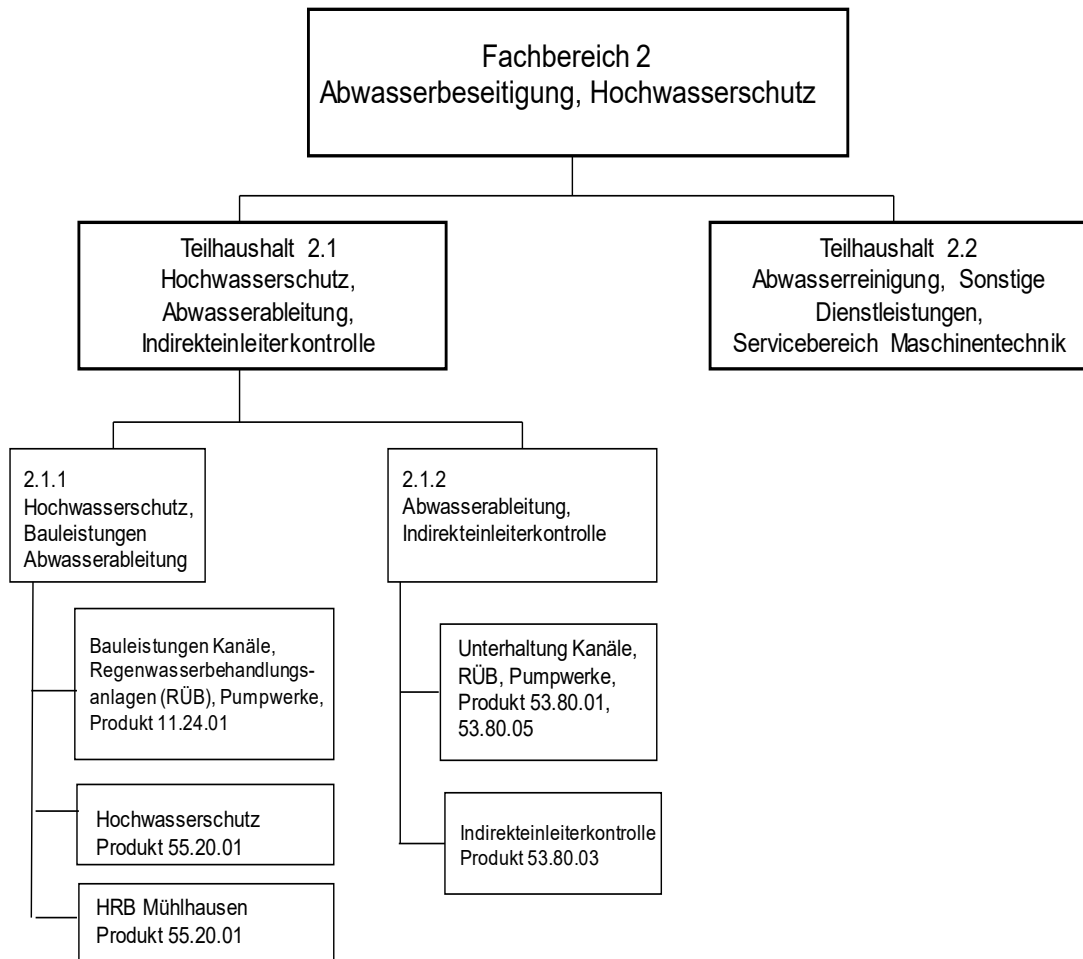 Fachbereich 2
Abwasserbeseitigung, Hochwasserschutz
Teilhaushalt 2.1
Hochwasserschutz,
Abwasserableitung,
Indirekteinleiterkontrolle
Teilhaushalt 2.2
Abwasserreinigung, Sonstige
Dienstleistungen,
Servicebereich Maschinentechnik
2.1.1
Hochwasserschutz,
Bauleistungen
Abwasserableitung
2.1.2
Abwasserableitung,
Indirekteinleiterkontrolle
Bauleistungen Kanäle,
Regenwasserbehandlungs-
anlagen (RÜB), Pumpwerke,
Produkt 11.24.01
Unterhaltung Kanäle,
RÜB, Pumpwerke,
Produkt 53.80.01,
53.80.05
Hochwasserschutz
Produkt 55.20.01
Indirekteinleiterkontrolle
Produkt 53.80.03
HRB Mühlhausen
Produkt 55.20.01